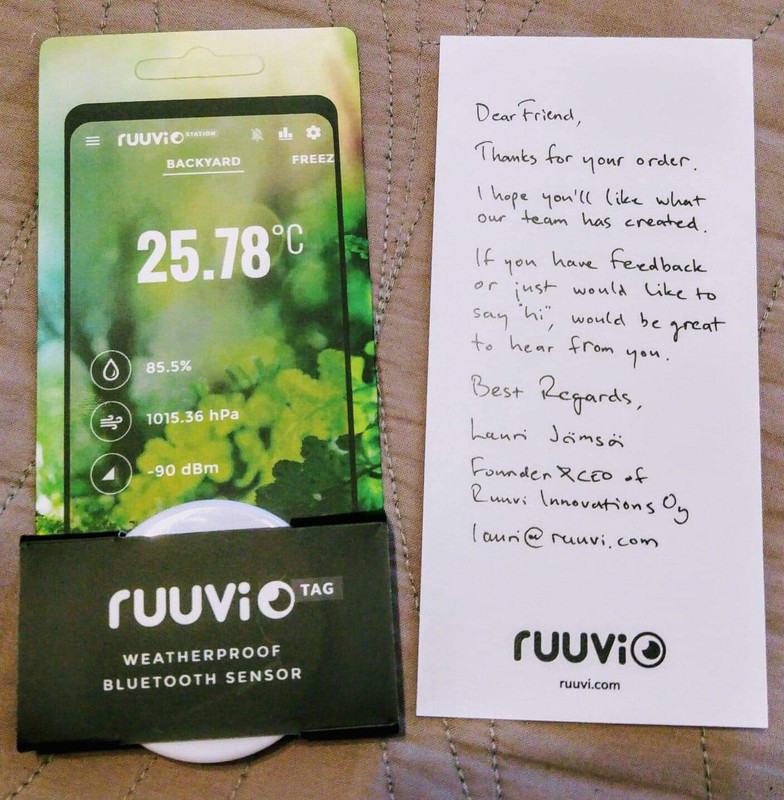 ruuvi STATION
BACKYARD FREEZ
25.78°C
85.5%
1015.36 hPa
-90 dBm
ruuvi TAG
WEATHERPROOF
BLUETOOTH SENSOR
Dear Friend,
Thanks for your order.
I hope you'll like what
our team has created.
If you have feedback
or just would like to
say "hi", would be great
to hear from you.
Best Regards,
Lauri Jämsä
Founder & CEO of
Ruuvi Innovations Oy
lauri@ruuvi.com
ruuvi
ruuvi.com